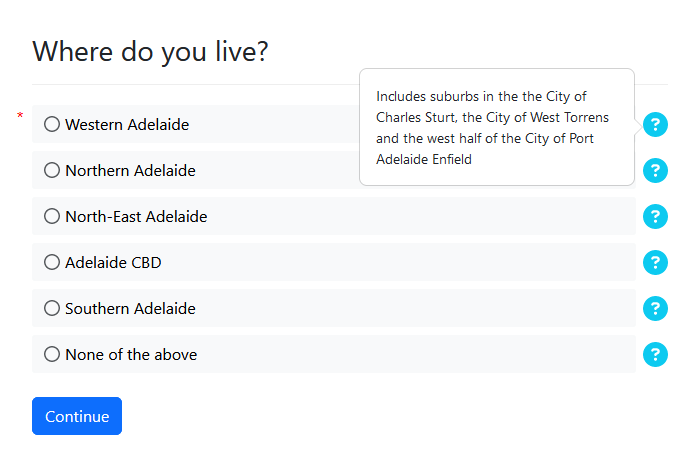 Where do you live?
Includes suburbs in the the City of
Charles Sturt, the City of West Torrens
and the west half of the City of Port
Adelaide Enfield
* Western Adelaide ?
Northern Adelaide ?
North-East Adelaide ?
Adelaide CBD ?
Southern Adelaide ?
None of the above ?
Continue